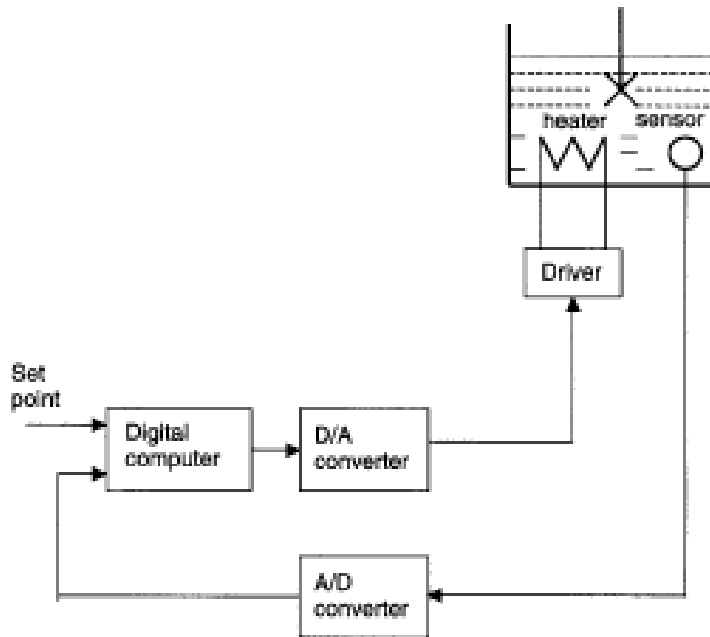 heater sensor
Driver
Set
point
Digital
computer
D/A
converter
A/D
converter